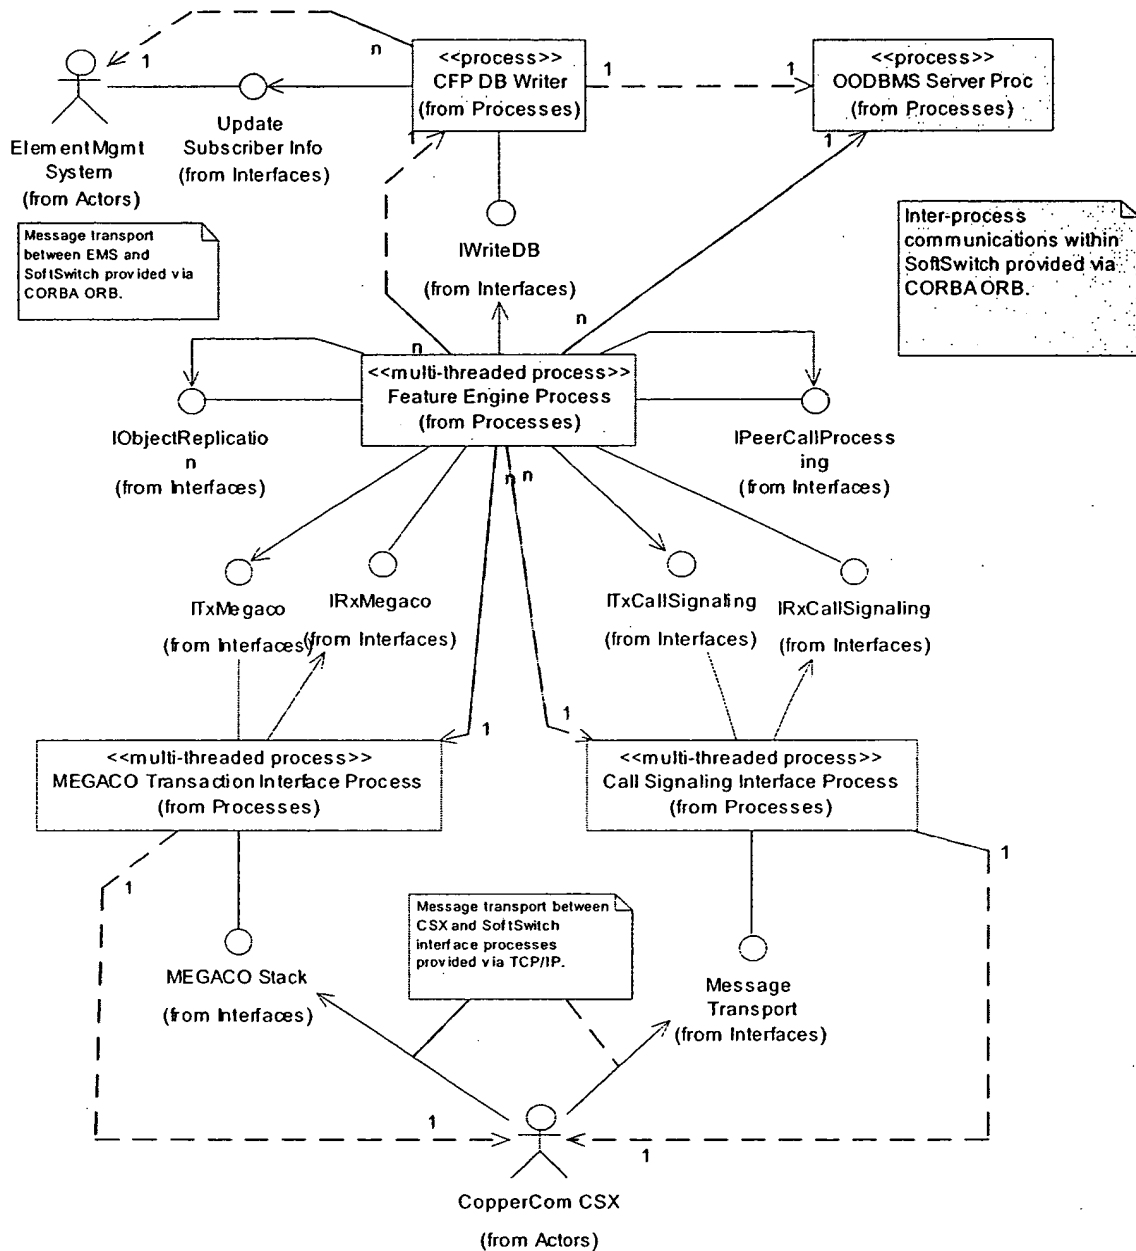 1
n
<<process>>
CFP DB Writer
(from Processes)
1
1
<<process>>
OODBMS Server Proc
(from Processes)
ElementMgmt
System
(from Actors)
Update
Subscriber Info
(from Interfaces)
1
1
Message transport
between EMS and
SoftSwitch provided via
CORBA ORB.
IWriteDB
(from Interfaces)
Inter-process
communications within
SoftSwitch provided via
CORBA ORB.
n
n
<<multi-threaded process>>
Feature Engine Process
(from Processes)
IObjectReplicatio
n
(from Interfaces)
IPeerCallProcess
ing
(from Interfaces)
n
n
ITxMegaco
(from Interfaces)
IRxMegaco
(from Interfaces)
ITxCallSignaling
(from Interfaces)
IRxCallSignaling
(from Interfaces)
1
1
<<multi-threaded process>>
MEGACO Transaction Interface Process
(from Processes)
<<multi-threaded process>>
Call Signaling Interface Process
(from Processes)
1
1
Message transport between
CSX and SoftSwitch
interface processes
provided via TCP/IP.
MEGACO Stack
(from Interfaces)
Message
Transport
(from Interfaces)
1
1
CopperCom CSX
(from Actors)